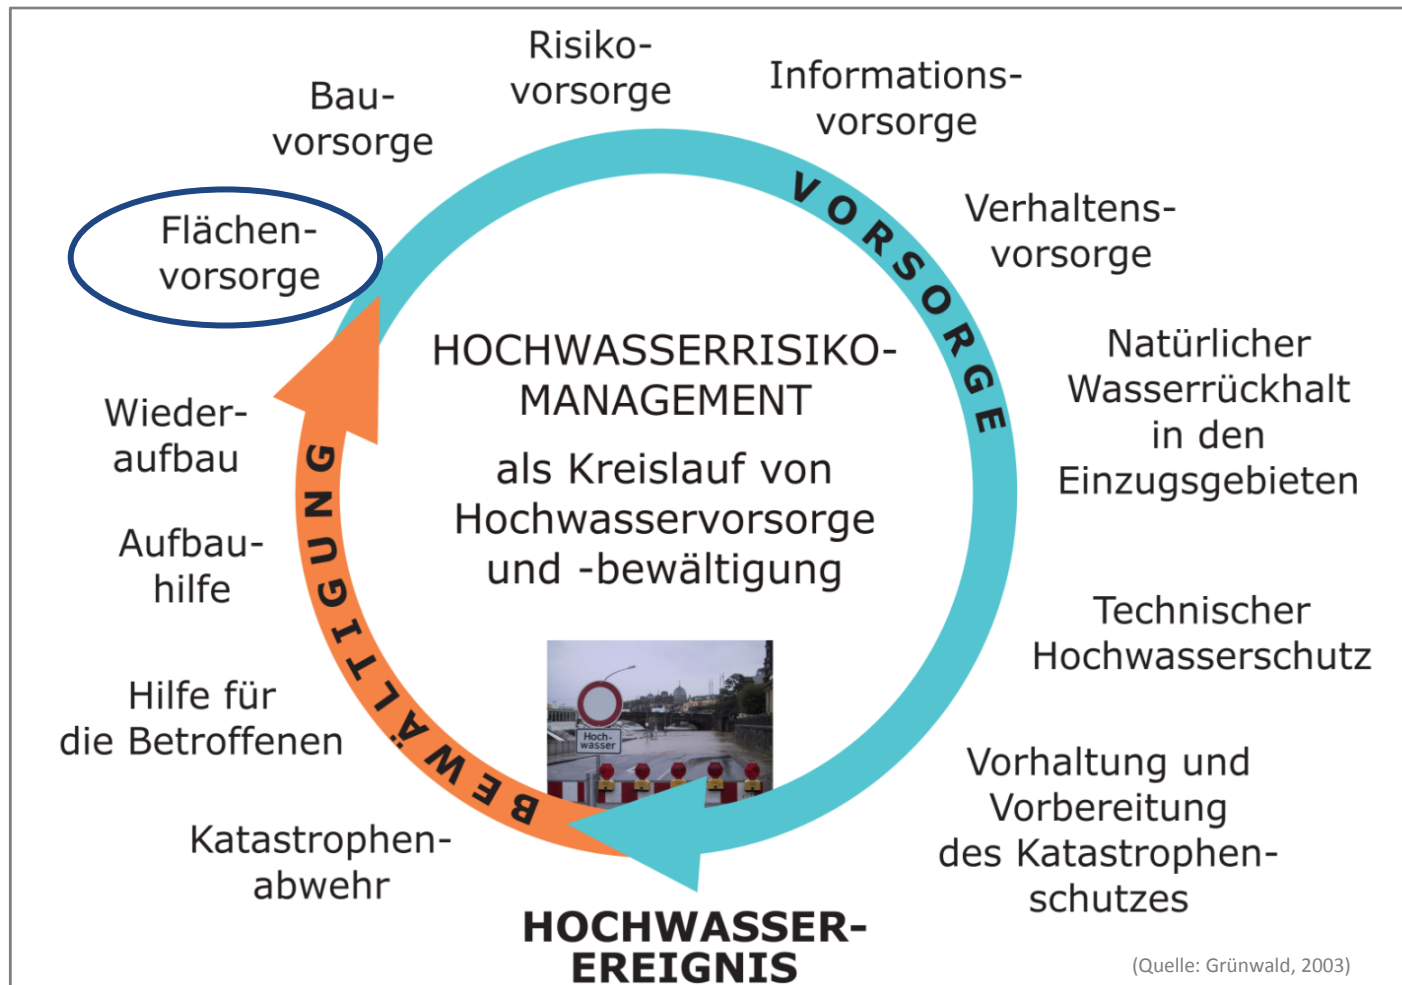 Risiko-
vorsorge
Informations-
vorsorge
Bau-
vorsorge
Flächen-
vorsorge
VORSORGE
Verhaltens-
vorsorge
Natürlicher
Wasserrückhalt
in den
Einzugsgebieten
HOCHWASSERRISIKO-
MANAGEMENT
als Kreislauf von
Hochwasservorsorge
und -bewältigung
Wieder-
aufbau
BEWÄLTIGUNG
Aufbau-
hilfe
Technischer
Hochwasserschutz
Hilfe für
die Betroffenen
Hoch-
wasser
Vorhaltung und
Vorbereitung
des Katastrophen-
schutzes
Katastrophen-
abwehr
HOCHWASSER-
EREIGNIS
(Quelle: Grünwald, 2003)